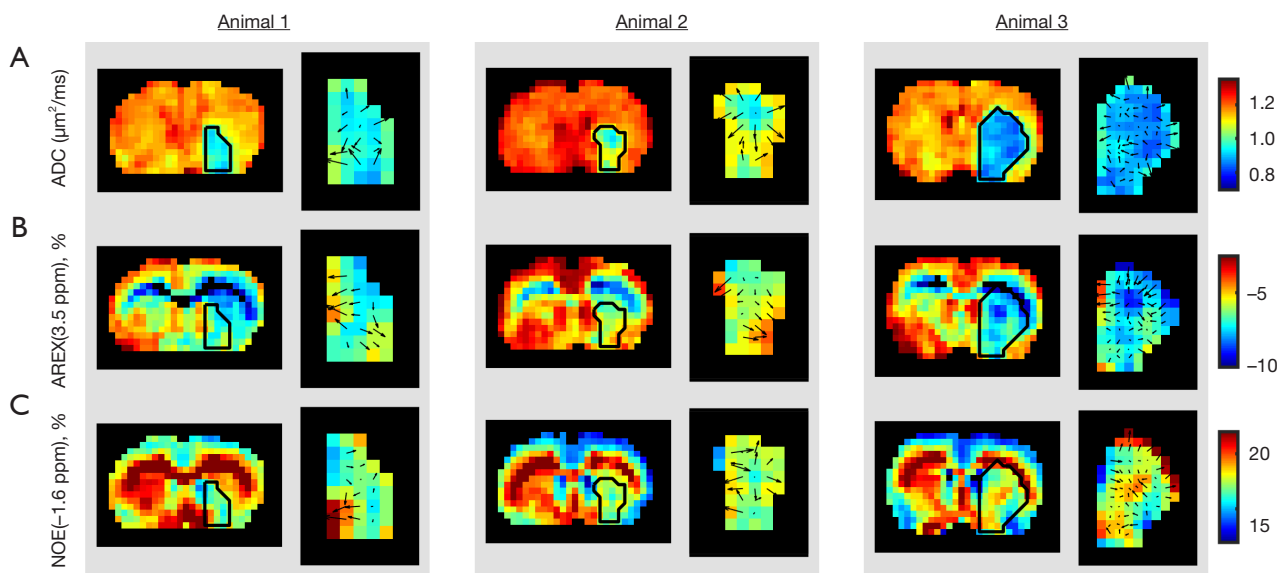 Animal 1
Animal 2
Animal 3
A
ADC (μm²/ms)
1.2
1.0
0.8
B
AREX(3.5 ppm), %
−5
−10
C
NOE(−1.6 ppm), %
20
15